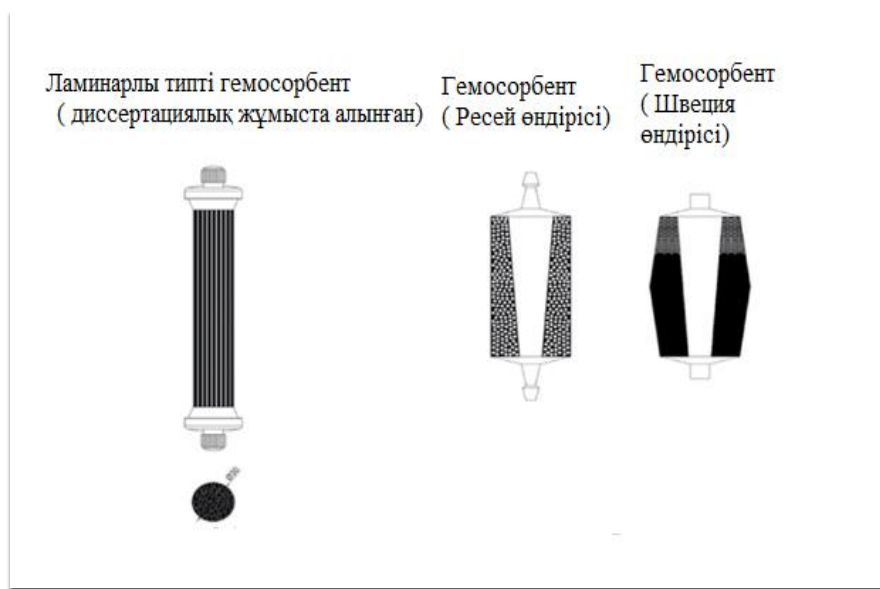 Ламинарлы типті гемосорбент
( диссертациялық жұмыста алынған)
Гемосорбент
( Ресей өндірісі)
Гемосорбент
( Швеция
өндірісі)